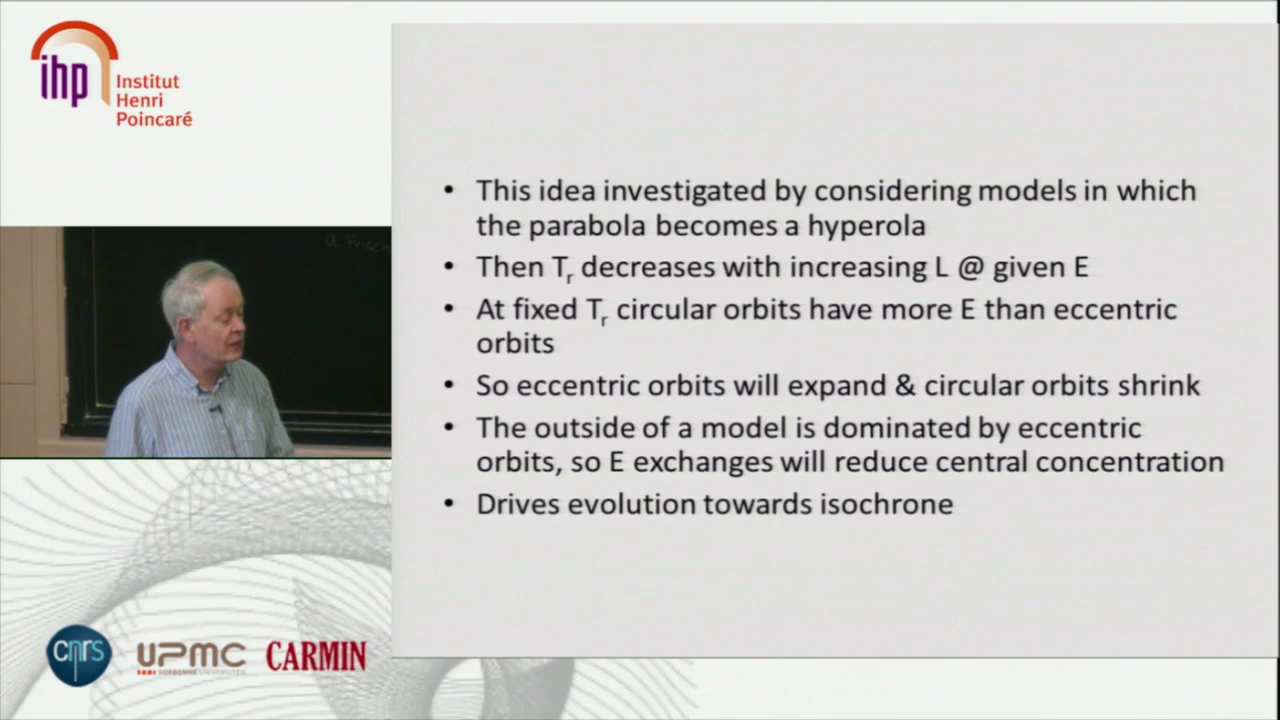 ihp
Institut
Henri
Poincaré
U. Frisch
• This idea investigated by considering models in which
the parabola becomes a hyperola
• Then Tr decreases with increasing L @ given E
• At fixed Tr circular orbits have more E than eccentric
orbits
• So eccentric orbits will expand & circular orbits shrink
• The outside of a model is dominated by eccentric
orbits, so E exchanges will reduce central concentration
• Drives evolution towards isochrone
cnrs
UPMC
SORBONNE UNIVERSITÉS
CARMIN